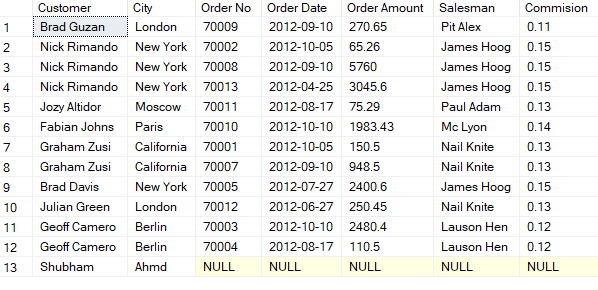 Customer City Order No Order Date Order Amount Salesman Commision
1 Brad Guzan London 70009 2012-09-10 270.65 Pit Alex 0.11
2 Nick Rimando New York 70002 2012-10-05 65.26 James Hoog 0.15
3 Nick Rimando New York 70008 2012-09-10 5760 James Hoog 0.15
4 Nick Rimando New York 70013 2012-04-25 3045.6 James Hoog 0.15
5 Jozy Altidor Moscow 70011 2012-08-17 75.29 Paul Adam 0.13
6 Fabian Johns Paris 70010 2012-10-10 1983.43 Mc Lyon 0.14
7 Graham Zusi California 70001 2012-10-05 150.5 Nail Knite 0.13
8 Graham Zusi California 70007 2012-09-10 948.5 Nail Knite 0.13
9 Brad Davis New York 70005 2012-07-27 2400.6 James Hoog 0.15
10 Julian Green London 70012 2012-06-27 250.45 Nail Knite 0.13
11 Geoff Camero Berlin 70003 2012-10-10 2480.4 Lauson Hen 0.12
12 Geoff Camero Berlin 70004 2012-08-17 110.5 Lauson Hen 0.12
13 Shubham Ahmd NULL NULL NULL NULL NULL